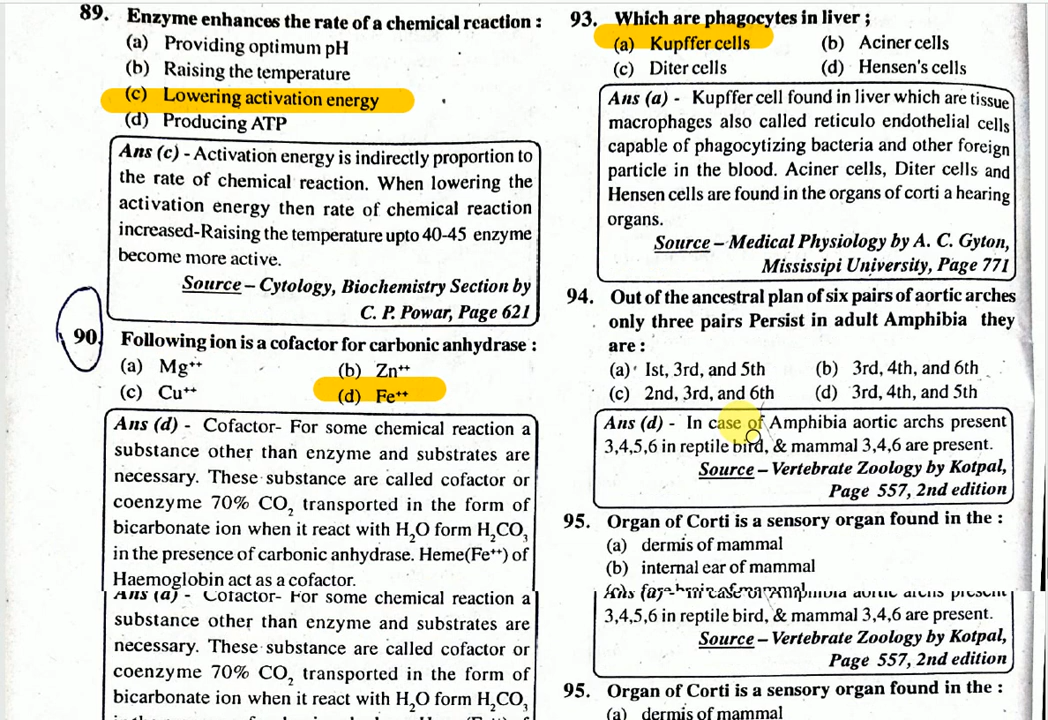 89. Enzyme enhances the rate of a chemical reaction :
(a) Providing optimum pH
(b) Raising the temperature
(c) Lowering activation energy
(d) Producing ATP
Ans (c) - Activation energy is indirectly proportion to
the rate of chemical reaction. When lowering the
activation energy then rate of chemical reaction
increased-Raising the temperature upto 40-45 enzyme
become more active.
Source – Cytology, Biochemistry Section by
C. P. Powar, Page 621
90. Following ion is a cofactor for carbonic anhydrase :
(a) Mg⁺⁺ (b) Zn⁺⁺
(c) Cu⁺⁺ (d) Fe⁺⁺
Ans (d) - Cofactor- For some chemical reaction a
substance other than enzyme and substrates are
necessary. These substance are called cofactor or
coenzyme 70% CO₂ transported in the form of
bicarbonate ion when it react with H₂O form H₂CO₃
in the presence of carbonic anhydrase. Heme(Fe⁺⁺) of
Haemoglobin act as a cofactor.
Ans (d) - Cofactor- For some chemical reaction a
substance other than enzyme and substrates are
necessary. These substance are called cofactor or
coenzyme 70% CO₂ transported in the form of
bicarbonate ion when it react with H₂O form H₂CO₃
93. Which are phagocytes in liver ;
(a) Kupffer cells (b) Aciner cells
(c) Diter cells (d) Hensen's cells
Ans (a) - Kupffer cell found in liver which are tissue
macrophages also called reticulo endothelial cells
capable of phagocytizing bacteria and other foreign
particle in the blood. Aciner cells, Diter cells and
Hensen cells are found in the organs of corti a hearing
organs.
Source – Medical Physiology by A. C. Gyton,
Mississipi University, Page 771
94. Out of the ancestral plan of six pairs of aortic arches
only three pairs Persist in adult Amphibia they
are :
(a) Ist, 3rd, and 5th (b) 3rd, 4th, and 6th
(c) 2nd, 3rd, and 6th (d) 3rd, 4th, and 5th
Ans (d) - In case of Amphibia aortic archs present
3,4,5,6 in reptile bird, & mammal 3,4,6 are present.
Source – Vertebrate Zoology by Kotpal,
Page 557, 2nd edition
95. Organ of Corti is a sensory organ found in the :
(a) dermis of mammal
(b) internal ear of mammal
3,4,5,6 in reptile bird, & mammal 3,4,6 are present.
Source – Vertebrate Zoology by Kotpal,
Page 557, 2nd edition
95. Organ of Corti is a sensory organ found in the :
(a) dermis of mammal